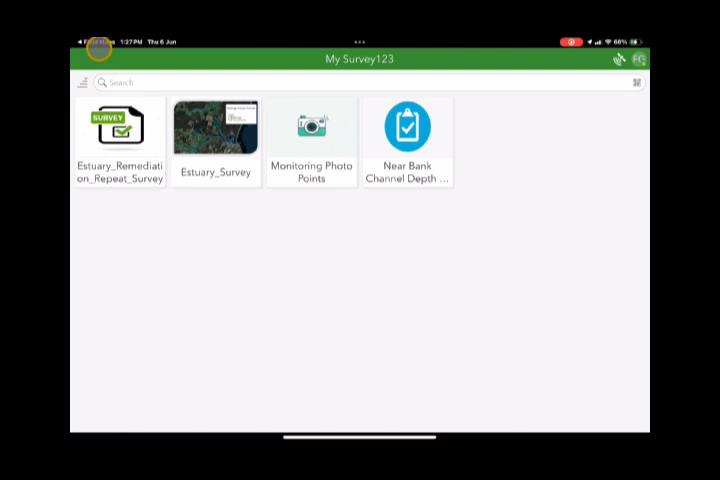 1:27 PM Thu 6 Jun
66%
My Survey123
Search
SURVEY
Estuary_Remediati
on_Repeat_Survey
Estuary_Survey
Monitoring Photo
Points
Near Bank
Channel Depth ...